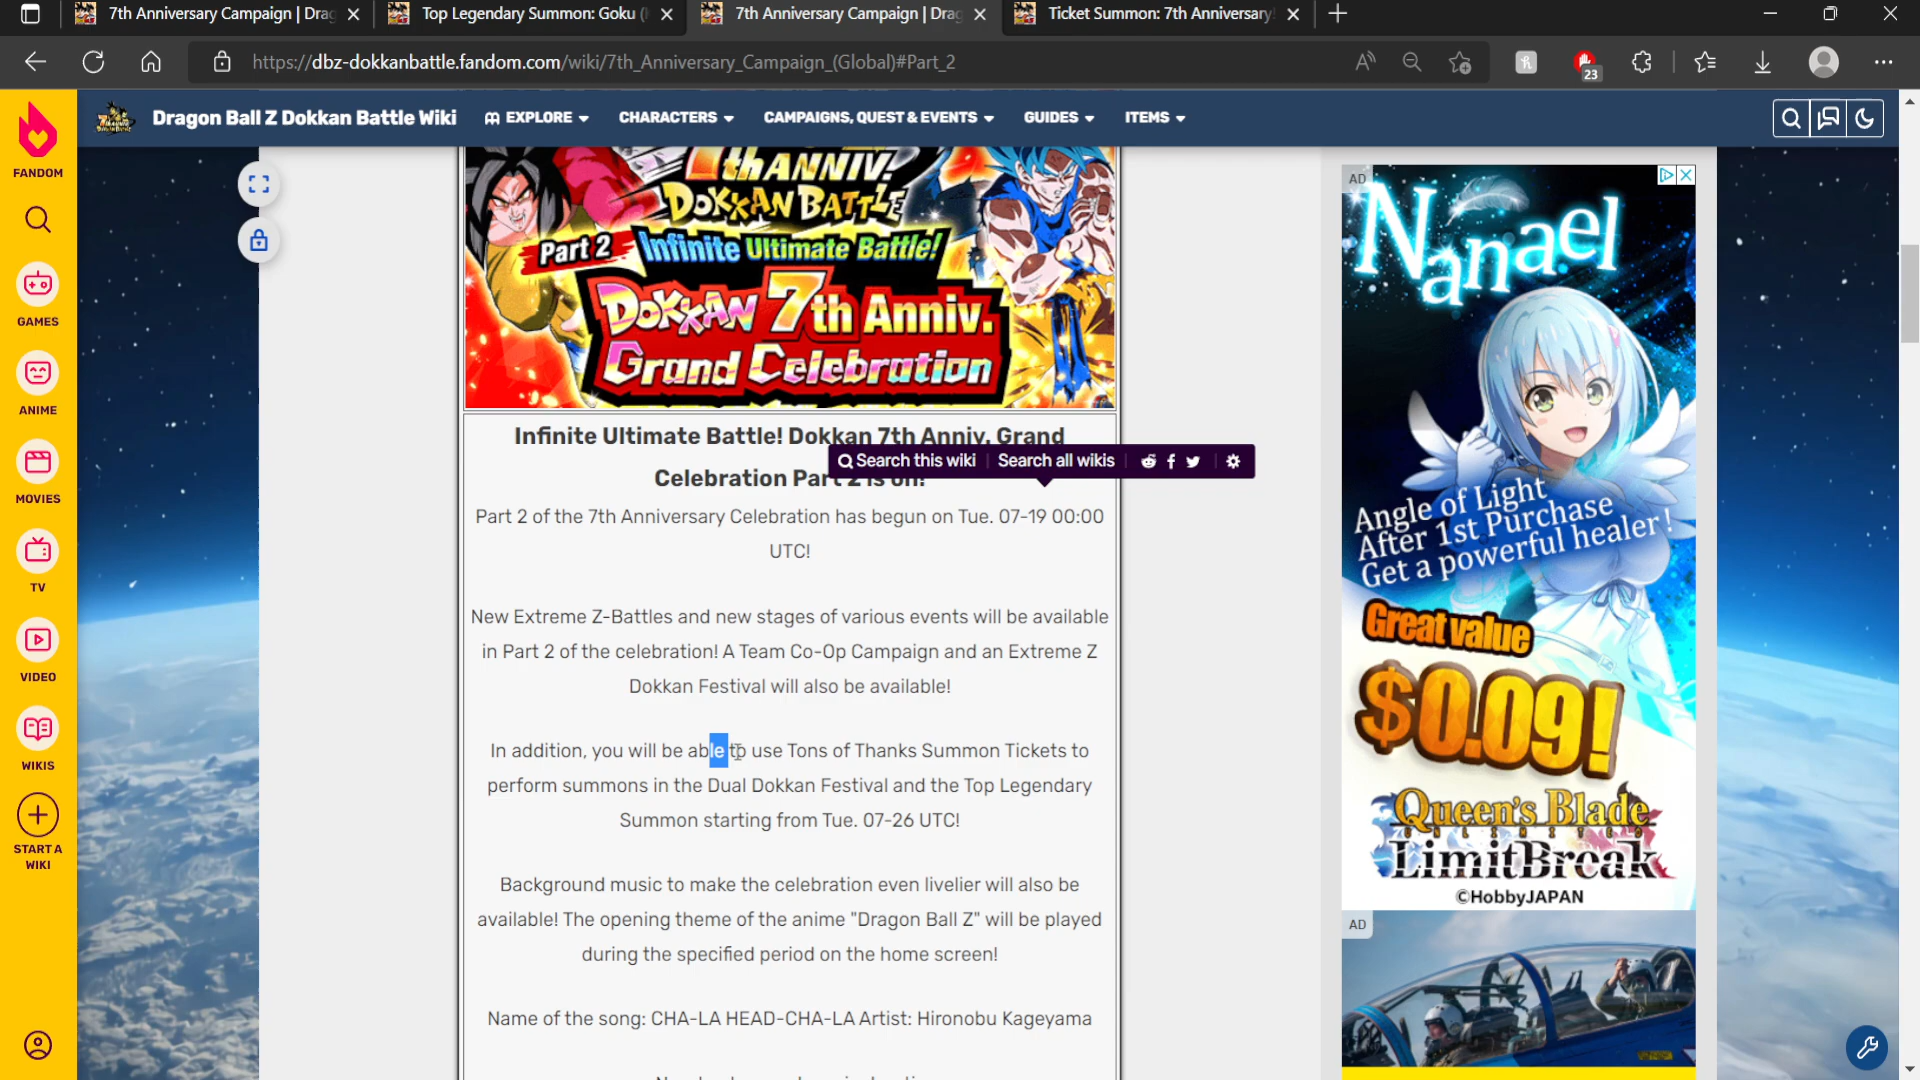 7th Anniversary Campaign | Drag
Top Legendary Summon: Goku (
7th Anniversary Campaign | Drag
Ticket Summon: 7th Anniversary
https://dbz-dokkanbattle.fandom.com/wiki/7th_Anniversary_Campaign_(Global)#Part_2
23
FANDOM
GAMES
ANIME
MOVIES
TV
VIDEO
WIKIS
START A
WIKI
Dragon Ball Z Dokkan Battle Wiki
EXPLORE
CHARACTERS
CAMPAIGNS, QUEST & EVENTS
GUIDES
ITEMS
7th ANNIV.
DOKKAN BATTLE
Part 2 Infinite Ultimate Battle!
DOKKAN 7th Anniv.
Grand Celebration
Infinite Ultimate Battle! Dokkan 7th Anniv. Grand
Search this wiki
Search all wikis
Celebration Part 2 is on!
Part 2 of the 7th Anniversary Celebration has begun on Tue. 07-19 00:00
UTC!
New Extreme Z-Battles and new stages of various events will be available
in Part 2 of the celebration! A Team Co-Op Campaign and an Extreme Z
Dokkan Festival will also be available!
In addition, you will be able to use Tons of Thanks Summon Tickets to
perform summons in the Dual Dokkan Festival and the Top Legendary
Summon starting from Tue. 07-26 UTC!
Background music to make the celebration even livelier will also be
available! The opening theme of the anime "Dragon Ball Z" will be played
during the specified period on the home screen!
Name of the song: CHA-LA HEAD-CHA-LA Artist: Hironobu Kageyama
AD
Nanael
Angle of Light
After 1st Purchase
Get a powerful healer!
Great value
$0.09!
Queen's Blade
UNLIMITED
LimitBreak
©HobbyJAPAN
AD